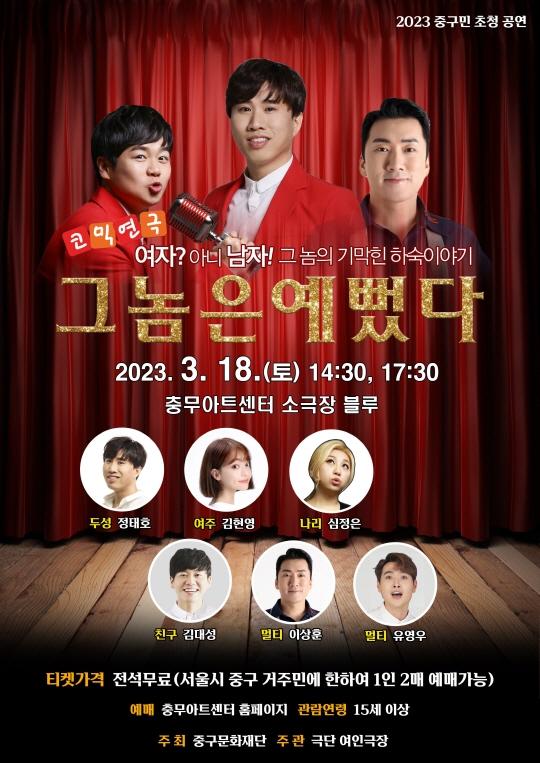 2023 중구민 초청 공연
코믹연극
여자? 아니 남자! 그 놈의 기막힌 하숙이야기
그놈은예뻤다
2023. 3. 18.(토) 14:30, 17:30
충무아트센터 소극장 블루
두성 정태호 여주 김현영 나리 심정은
친구 김대성 멀티 이상훈 멀티 유영우
티켓가격 전석무료(서울시 중구 거주민에 한하여 1인 2매 예매가능)
예매 충무아트센터 홈페이지 관람연령 15세 이상
주최 중구문화재단 주관 극단 여인극장